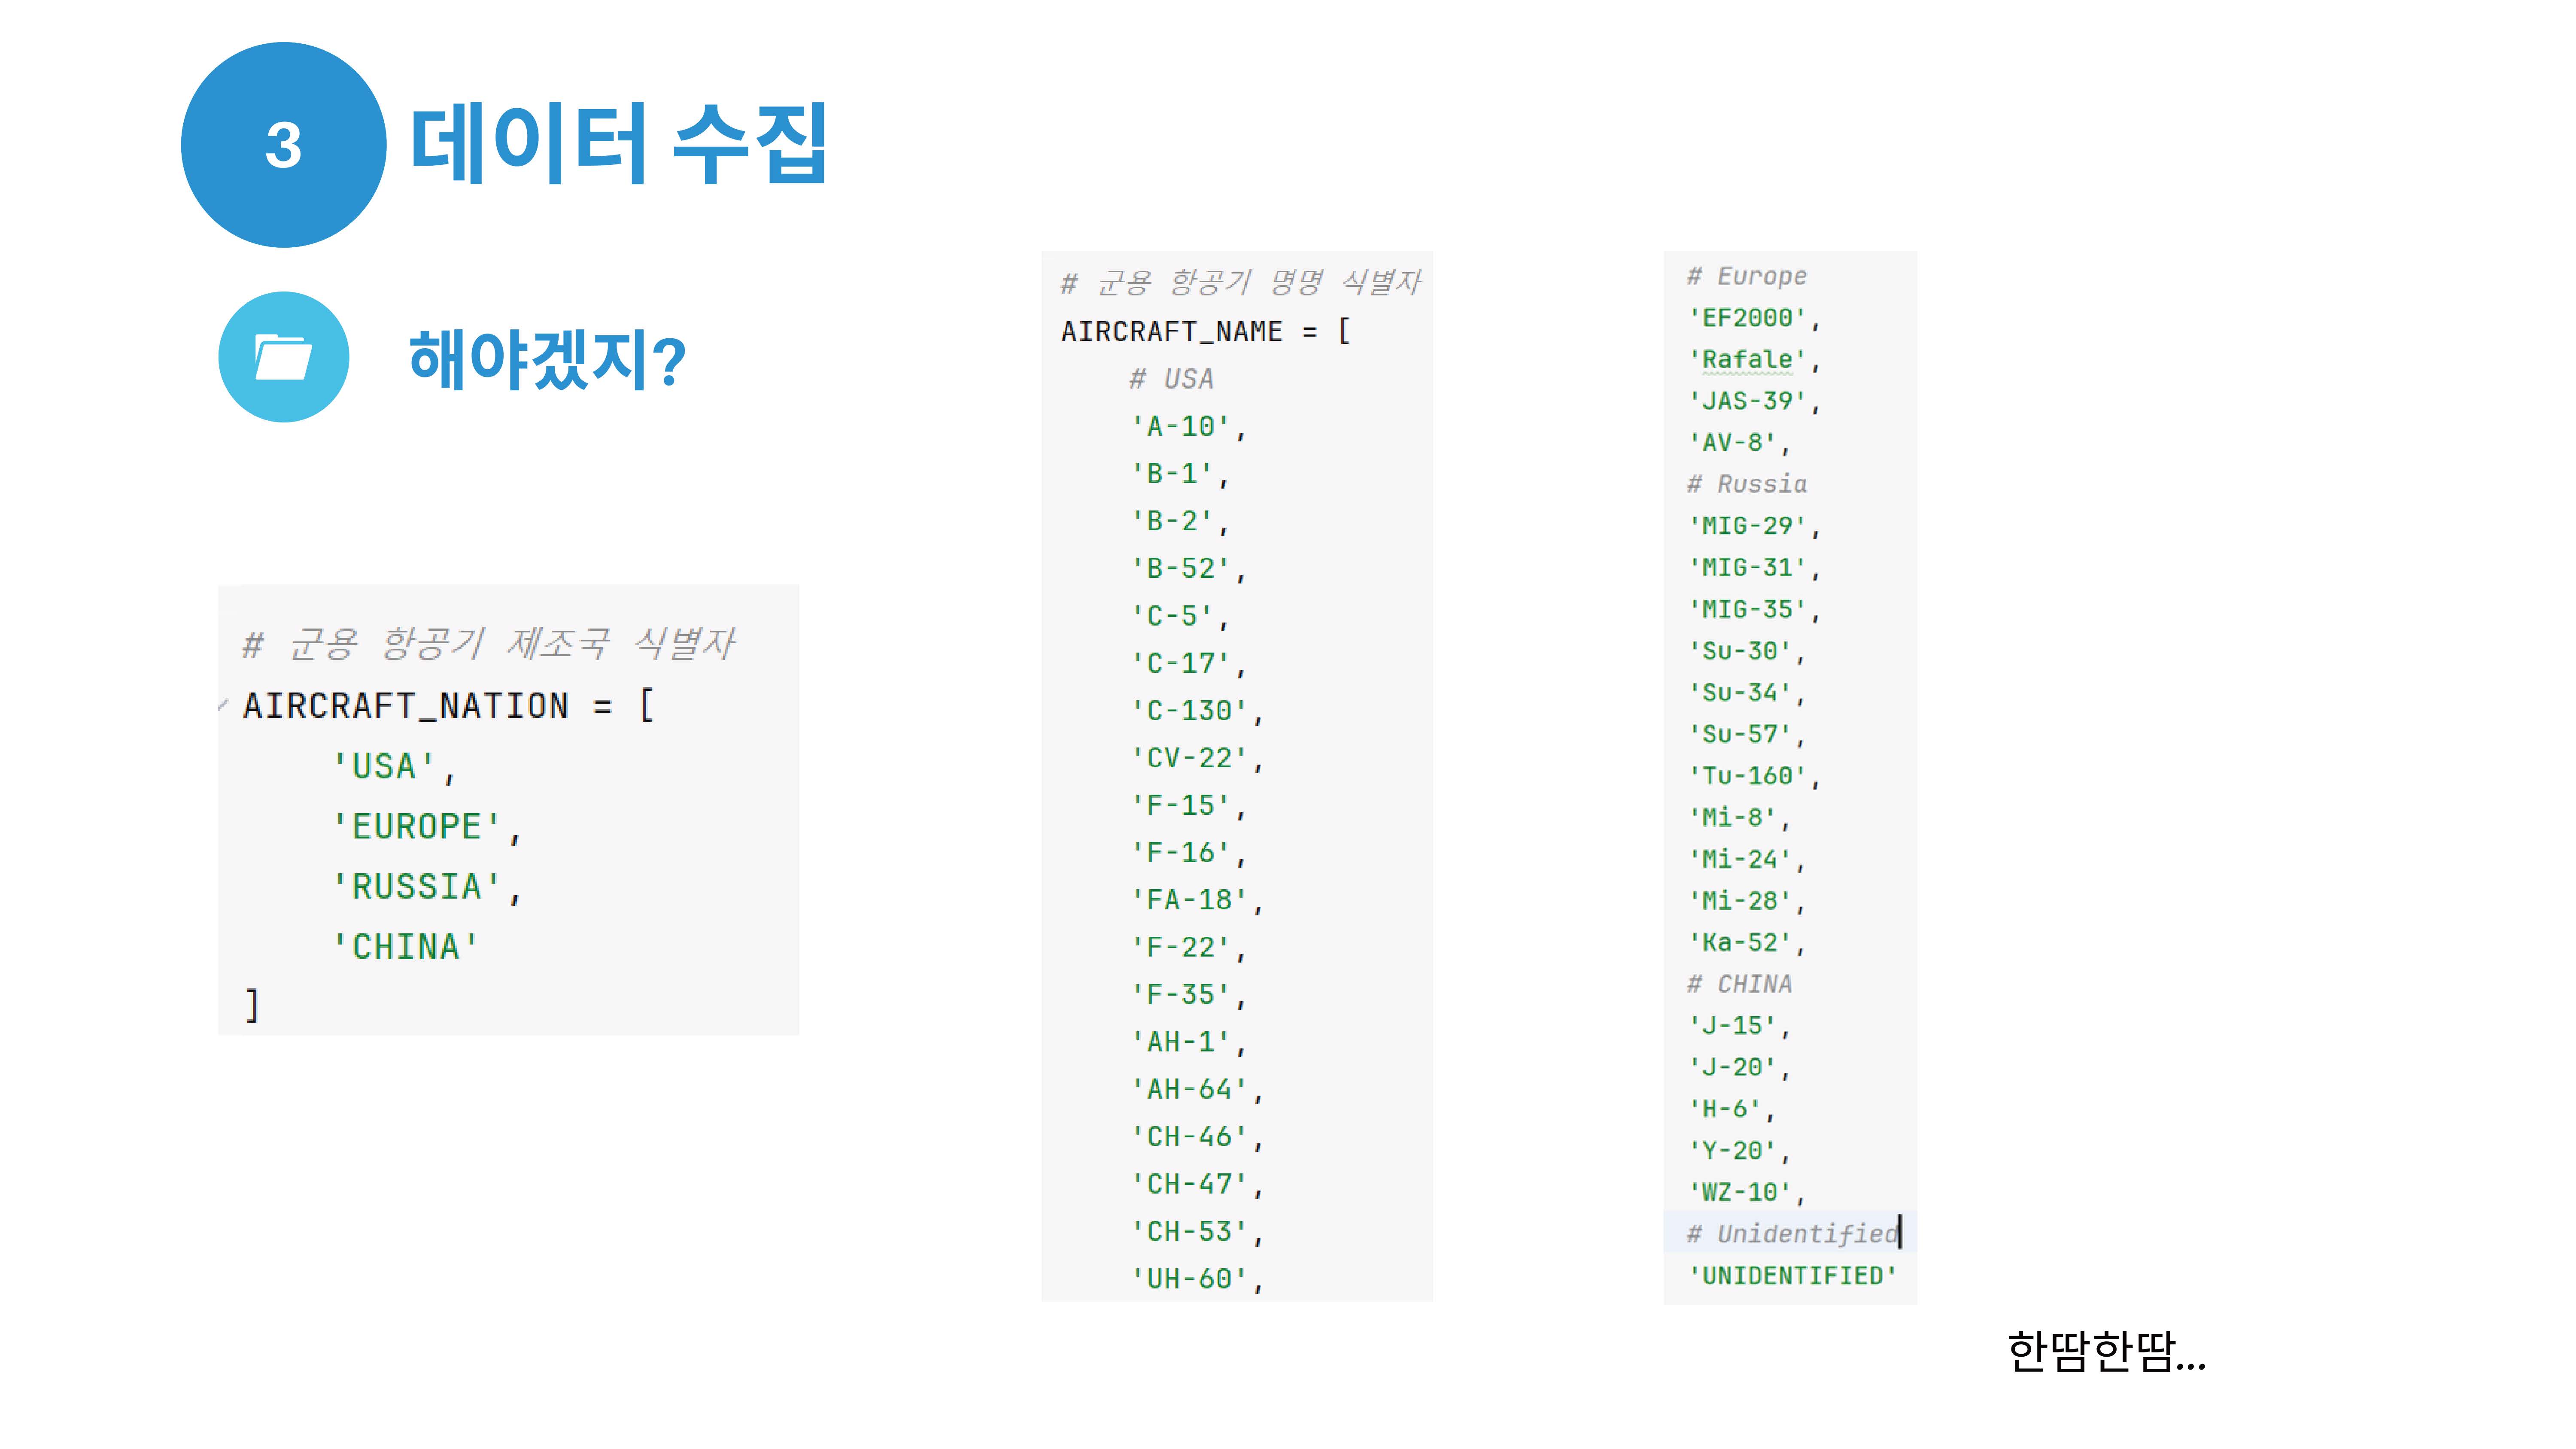 3
데이터 수집
해야겠지?
# 군용 항공기 제조국 식별자
AIRCRAFT_NATION = [
'USA',
'EUROPE',
'RUSSIA',
'CHINA'
]
# 군용 항공기 명명 식별자
AIRCRAFT_NAME = [
# USA
'A-10',
'B-1',
'B-2',
'B-52',
'C-5',
'C-17',
'C-130',
'CV-22',
'F-15',
'F-16',
'FA-18',
'F-22',
'F-35',
'AH-1',
'AH-64',
'CH-46',
'CH-47',
'CH-53',
'UH-60',
# Europe
'EF2000',
'Rafale',
'JAS-39',
'AV-8',
# Russia
'MIG-29',
'MIG-31',
'MIG-35',
'Su-30',
'Su-34',
'Su-57',
'Tu-160',
'Mi-8',
'Mi-24',
'Mi-28',
'Ka-52',
# CHINA
'J-15',
'J-20',
'H-6',
'Y-20',
'WZ-10',
# Unidentified
'UNIDENTIFIED'
한땀한땀...